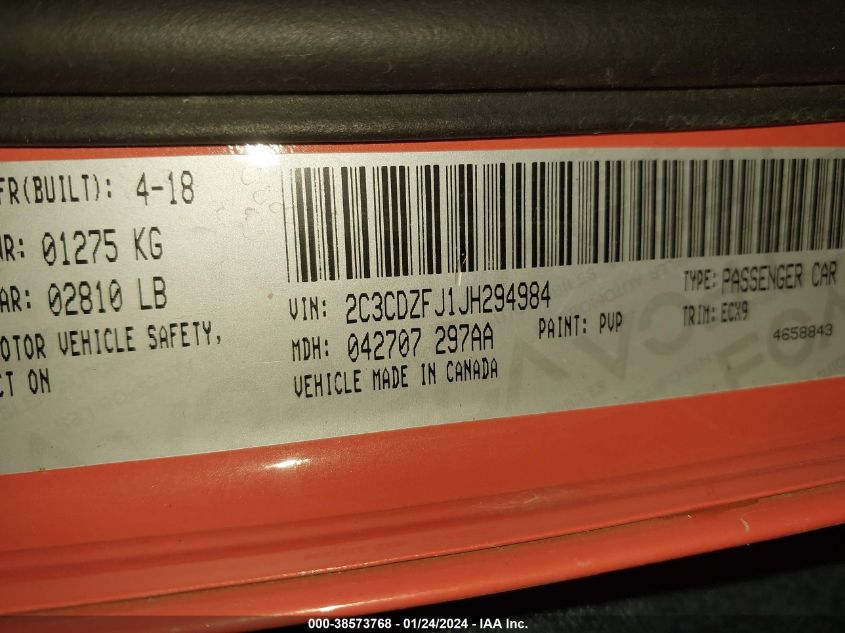 FR(BUILT): 4-18
WR: 01275 KG
AR: 02810 LB
OTOR VEHICLE SAFETY,
CT ON
VIN: 2C3CDZFJ1JH294984
TYPE: PASSENGER CAR
MDH: 042707 297AA
PAINT: PVP
TRIM: ECX9
4658843
VEHICLE MADE IN CANADA
000-38573768 - 01/24/2024 - IAA Inc.